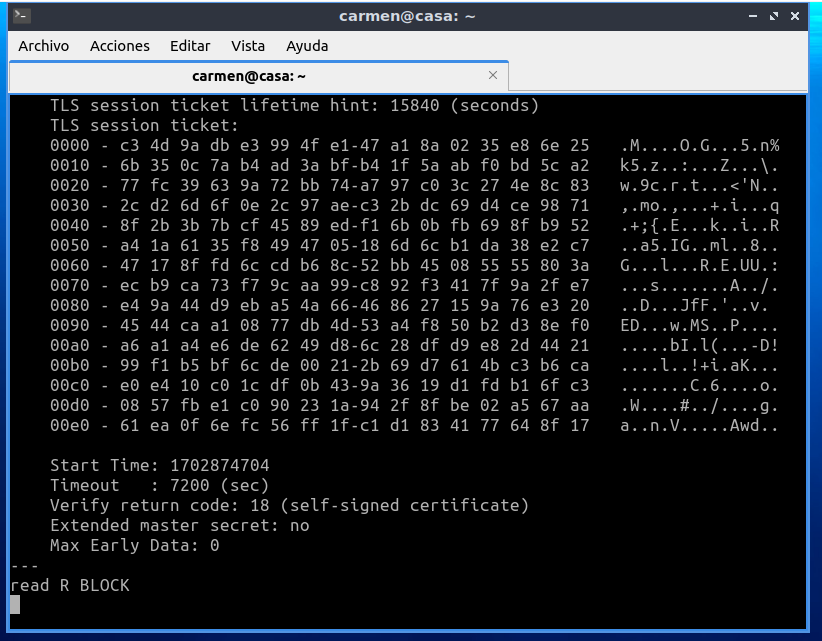 carmen@casa: ~
Archivo Acciones Editar Vista Ayuda
carmen@casa: ~
TLS session ticket lifetime hint: 15840 (seconds)
TLS session ticket:
0000 - c3 4d 9a db e3 99 4f e1-47 a1 8a 02 35 e8 6e 25   .M....O.G...5.n%
0010 - 6b 35 0c 7a b4 ad 3a bf-b4 1f 5a ab f0 bd 5c a2   k5.z..:...Z...\.
0020 - 77 fc 39 63 9a 72 bb 74-a7 97 c0 3c 27 4e 8c 83   w.9c.r.t...<'N..
0030 - 2c cd 2d 6d 6f 0e 2c 97 ae-c3 2b dc 69 d4 ce 98 71   ,.mo.,...+.i...q
0040 - 8f 2b 3b 7b cf 45 89 ed-f1 6b 0b fb 69 8f b9 52   .+;{.E...k..i..R
0050 - a4 1a 61 35 f8 49 47 05-18 6d 6c b1 da 38 e2 c7   ..a5.IG..ml..8..
0060 - 47 17 8f fd 6c cd b6 8c-52 bb 45 08 55 55 80 3a   G...l...R.E.UU.:
0070 - ec b9 ca 73 f7 9c aa 99-c8 92 f3 41 7f 9a 2f e7   ...s.......A../.
0080 - e4 9a 44 d9 eb a5 4a 66-46 86 27 15 9a 76 e3 20   ..D...JfF.'..v.
0090 - 45 44 ca a1 08 77 db 4d-53 a4 f8 50 b2 d3 8e f0   ED...w.MS..P....
00a0 - a6 a1 a4 e6 de 62 49 d8-6c 28 df d9 e8 2d 44 21   .....bI.l(...-D!
00b0 - 99 f1 b5 bf 6c de 00 21-2b 69 d7 61 4b c3 b6 ca   ....l..!+i.aK...
00c0 - e0 e4 10 c0 1c df 0b 43-9a 36 19 d1 fd b1 6f c3   .......C.6....o.
00d0 - 08 57 fb e1 c0 90 23 1a-94 2f 8f be 02 a5 67 aa   .W....#../....g.
00e0 - 61 ea 0f 6e fc 56 ff 1f-c1 d1 83 41 77 64 8f 17   a..n.V.....Awd..
Start Time: 1702874704
Timeout   : 7200 (sec)
Verify return code: 18 (self-signed certificate)
Extended master secret: no
Max Early Data: 0
---
read R BLOCK